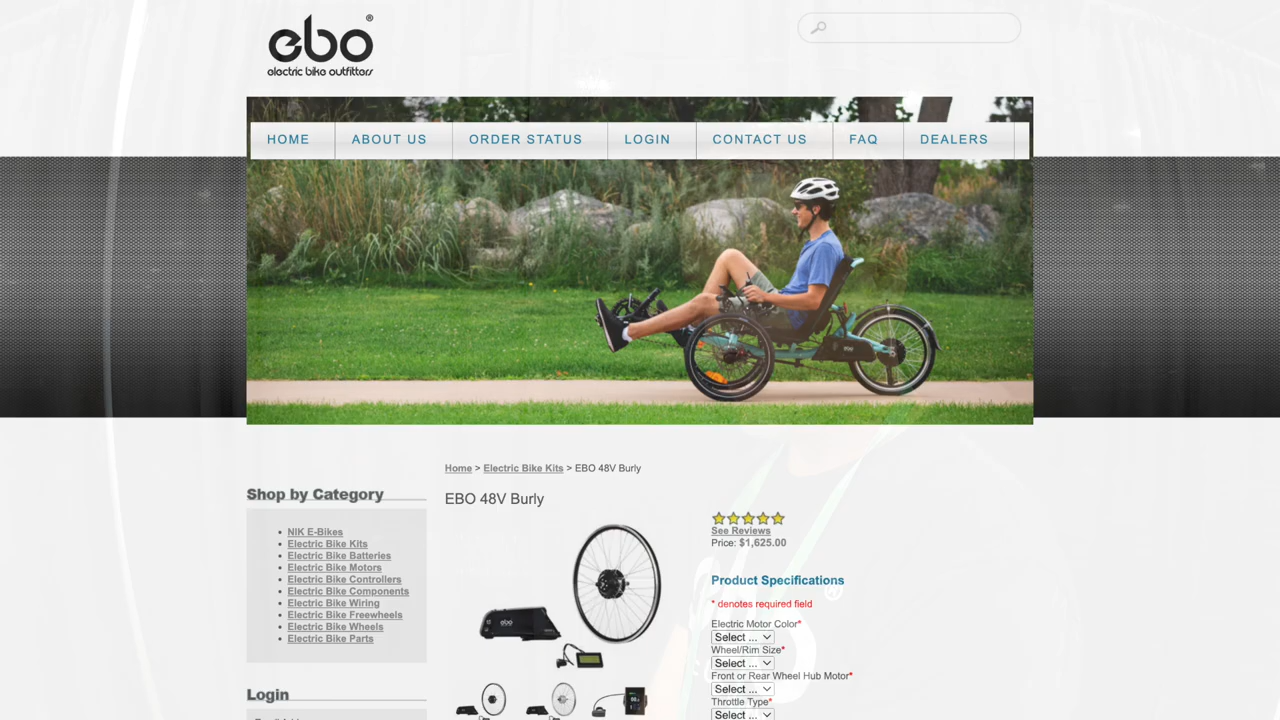 ebo®
electric bike outfitters
HOME
ABOUT US
ORDER STATUS
LOGIN
CONTACT US
FAQ
DEALERS
Home > Electric Bike Kits > EBO 48V Burly
Shop by Category
EBO 48V Burly
NIK E-Bikes
Electric Bike Kits
Electric Bike Batteries
Electric Bike Motors
Electric Bike Controllers
Electric Bike Components
Electric Bike Wiring
Electric Bike Freewheels
Electric Bike Wheels
Electric Bike Parts
Login
ebo
See Reviews
Price: $1,625.00
Product Specifications
* denotes required field
Electric Motor Color*
Select ...
Wheel/Rim Size*
Select ...
Front or Rear Wheel Hub Motor*
Select ...
Throttle Type*
Select ...